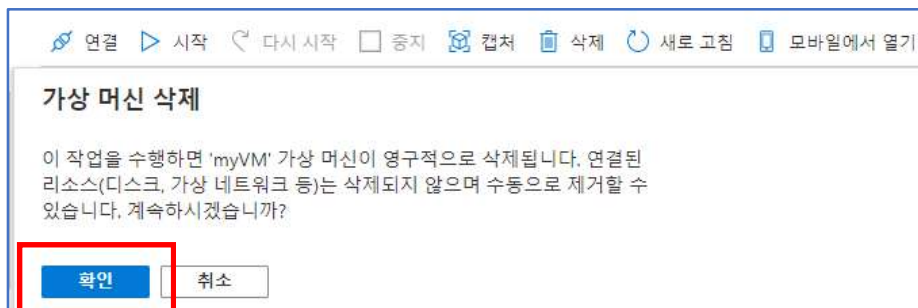 연결 시작 다시 시작 중지 캡처 삭제 새로 고침 모바일에서 열기
가상 머신 삭제
이 작업을 수행하면 'myVM' 가상 머신이 영구적으로 삭제됩니다. 연결된
리소스(디스크, 가상 네트워크 등)는 삭제되지 않으며 수동으로 제거할 수
있습니다. 계속하시겠습니까?
확인 취소